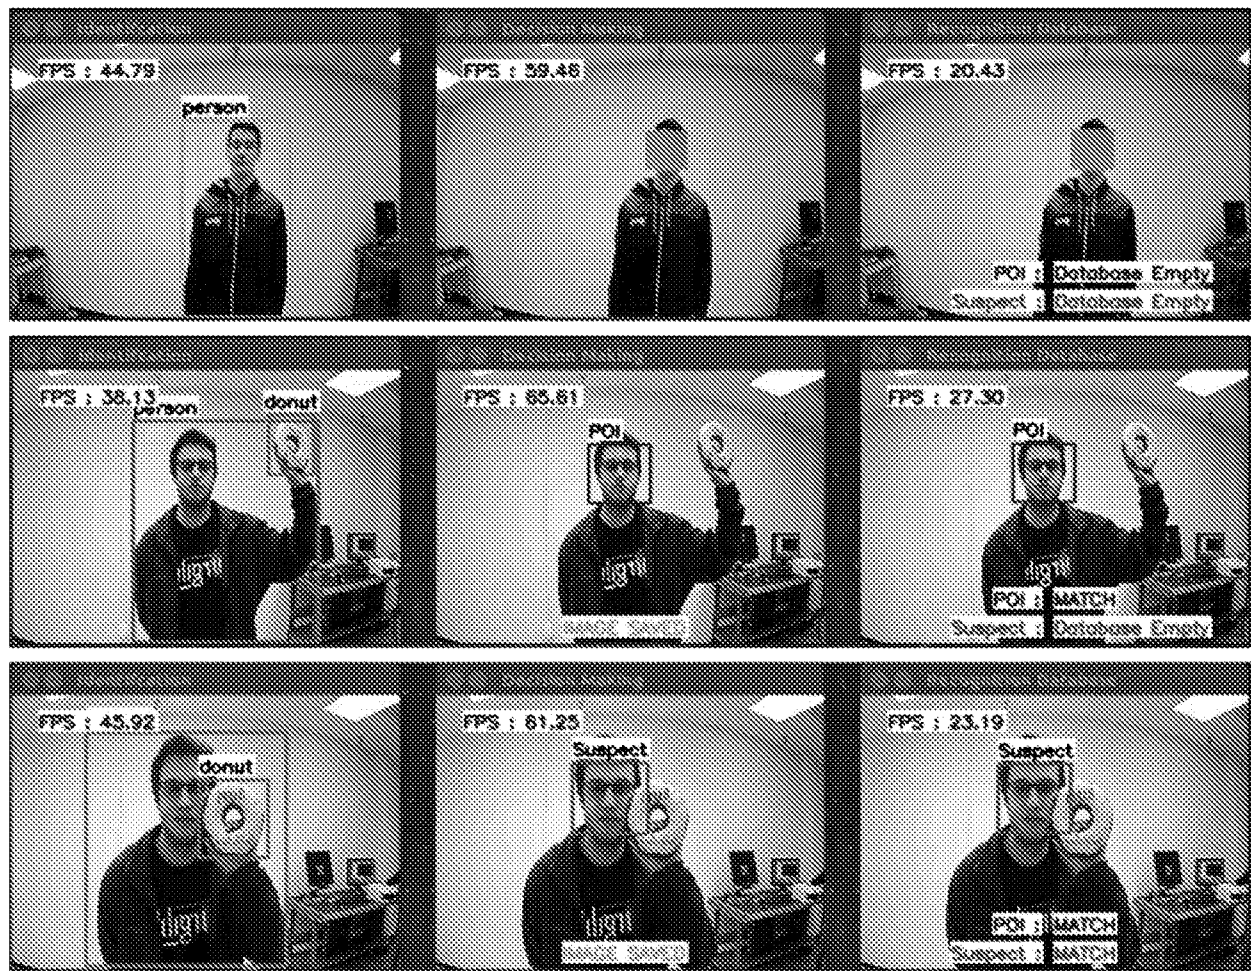 FPS : 44.79
FPS : 59.46
FPS : 20.43
person
POI : Database Empty
Suspect : Database Empty
FPS : 38.13
FPS : 65.61
FPS : 27.30
person
donut
POI
POI
POI : MATCH
Suspect : Database Empty
FPS : 45.92
FPS : 61.25
FPS : 23.19
donut
Suspect
Suspect
POI : MATCH
Suspect : MATCH